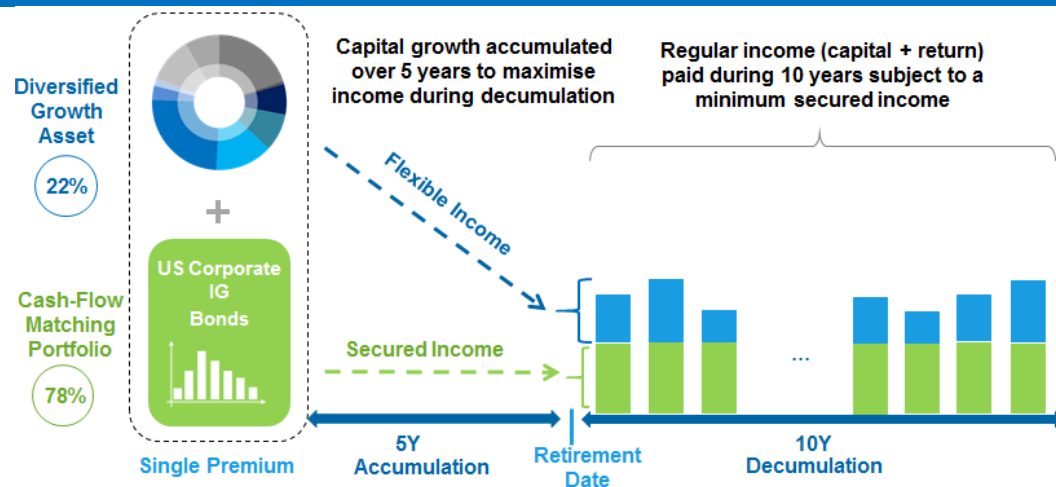 Capital growth accumulated
over 5 years to maximise
income during decumulation
Regular income (capital + return)
paid during 10 years subject to a
minimum secured income
Diversified
Growth
Asset
22%
+
US Corporate
IG
Bonds
Cash-Flow
Matching
Portfolio
78%
Flexible Income
Secured Income
...
Single Premium
5Y
Accumulation
Retirement
Date
10Y
Decumulation